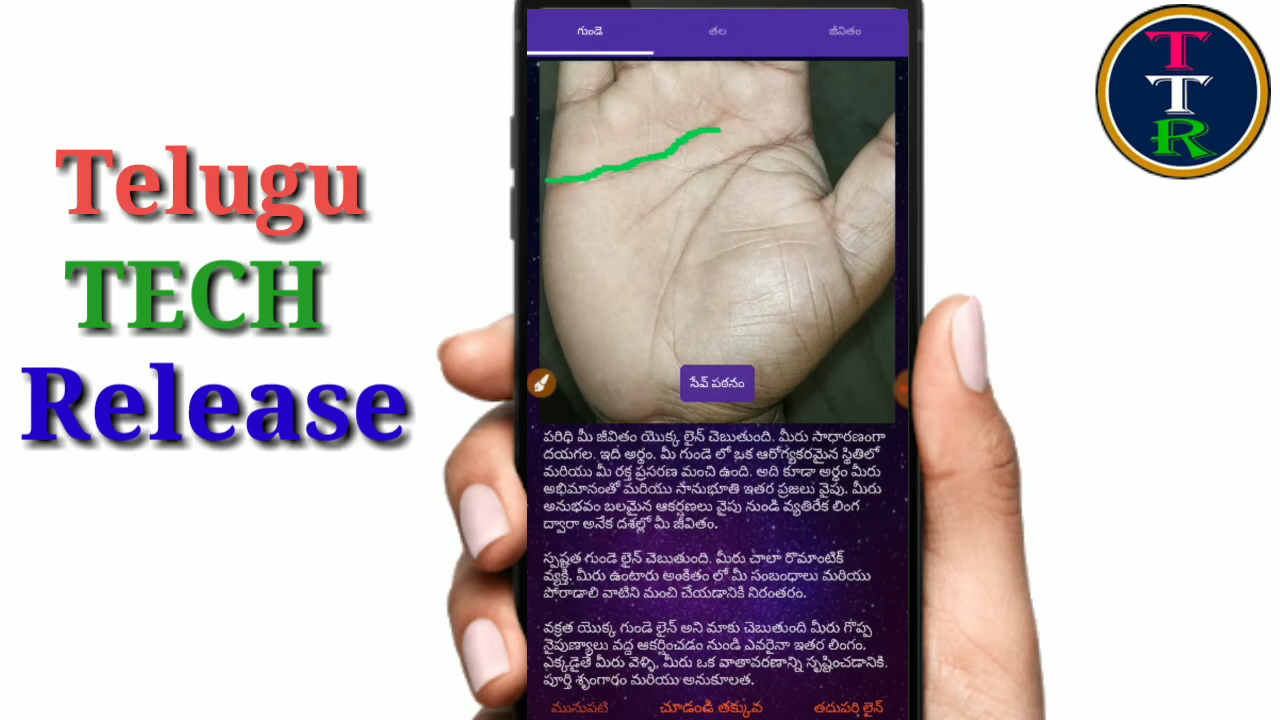 Telugu
TECH
Release
T
T
R
గుండె
తల
జీవితం
సేవ్ పఠనం
పరిధి మీ జీవితం యొక్క లైన్ చెబుతుంది. మీరు సాధారణంగా
దయగల. ఇది అర్థం. మీ గుండె లో ఒక ఆరోగ్యకరమైన స్థితిలో
మరియు మీ రక్త ప్రసరణ మంచి ఉంది. అది కూడా అర్థం మీరు
అభిమానంతో మరియు సానుభూతి ఇతర ప్రజలు వైపు. మీరు
అనుభవం బలమైన ఆకర్షణలు వైపు నుండి వ్యతిరేక లింగ
ద్వారా అనేక దశల్లో మీ జీవితం.
స్పష్టత గుండె లైన్ చెబుతుంది. మీరు చాలా రొమాంటిక్
వ్యక్తి. మీరు ఉంటారు అంకితం లో మీ సంబంధాలు మరియు
పోరాడాలి వాటిని మంచి చేయడానికి నిరంతరం.
వక్రత యొక్క గుండె లైన్ అని మాకు చెబుతుంది మీరు గొప్ప
నైపుణ్యాలు వద్ద ఆకర్షించడం నుండి ఎవరైనా ఇతర లింగం.
ఎక్కడైతే మీరు వెళ్ళి, మీరు ఒక వాతావరణాన్ని సృష్టించడానికి.
పూర్తి శృంగారం మరియు అనుకూలత.
మునుపటి
చూడండి తక్కువ
తదుపరి లైన్